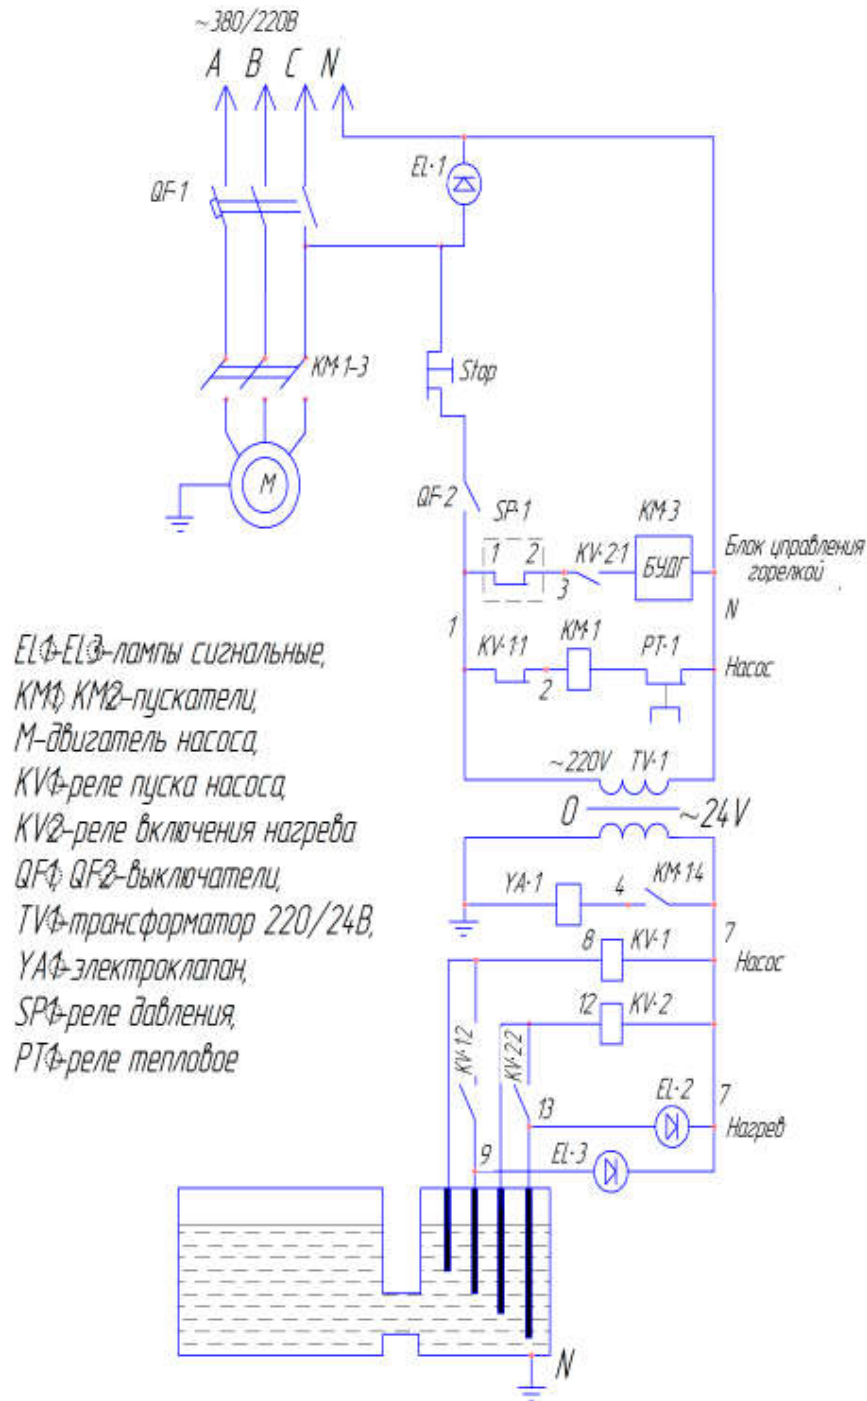 ~380/220В
A B C N
EL-1
QF-1
KM-1-3
Stop
M
QF-2
SP-1
KM-3
1 2
KV-2.1
БУДГ
Блок управления
горелкой
3
N
1
KV-1.1
KM-1
PT-1
Насос
2
~220V TV-1
0
~24V
YA-1
4
KM-1.4
7
8
KV-1
Насос
12
KV-2
KV-1.2
KV-2.2
EL-2
7
13
Нагрев
EL-3
9
N
EL1-EL3-лампы сигнальные,
KM1, KM2-пускатели,
М-двигатель насоса,
KV1-реле пуска насоса,
KV2-реле включения нагрева
QF1, QF2-выключатели,
TV1-трансформатор 220/24В,
YA1-электроклапан,
SP1-реле давления,
PT1-реле тепловое